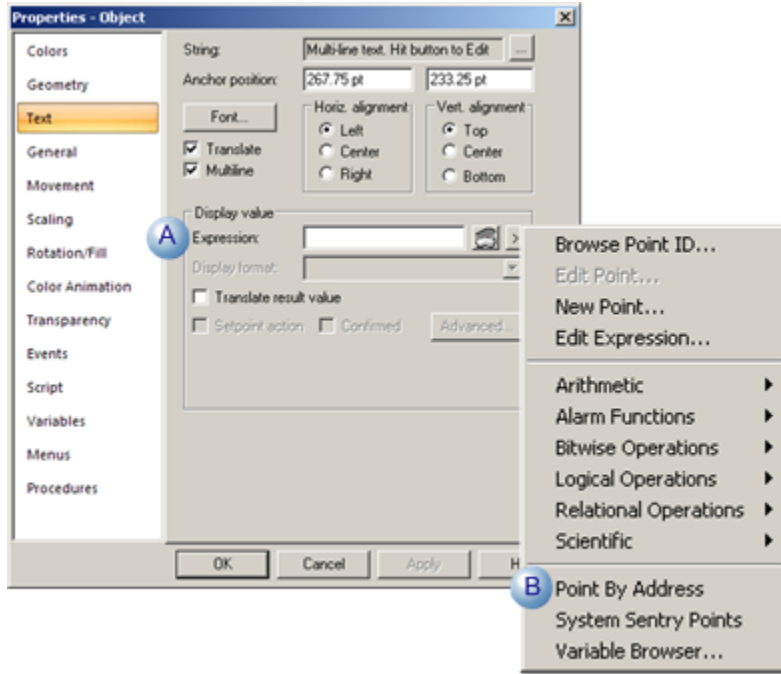 Properties - Object
Colors
Geometry
Text
General
Movement
Scaling
Rotation/Fill
Color Animation
Transparency
Events
Script
Variables
Menus
Procedures
String: Multi-line text. Hit button to Edit ...
Anchor position: 267.75 pt 233.25 pt
Font...
Translate
Multiline
Horiz. alignment
Left
Center
Right
Vert. alignment
Top
Center
Bottom
Display value
A Expression: >
Display format:
Translate result value
Setpoint action Confirmed Advanced...
OK Cancel Apply H
Browse Point ID...
Edit Point...
New Point...
Edit Expression...
Arithmetic
Alarm Functions
Bitwise Operations
Logical Operations
Relational Operations
Scientific
B Point By Address
System Sentry Points
Variable Browser...